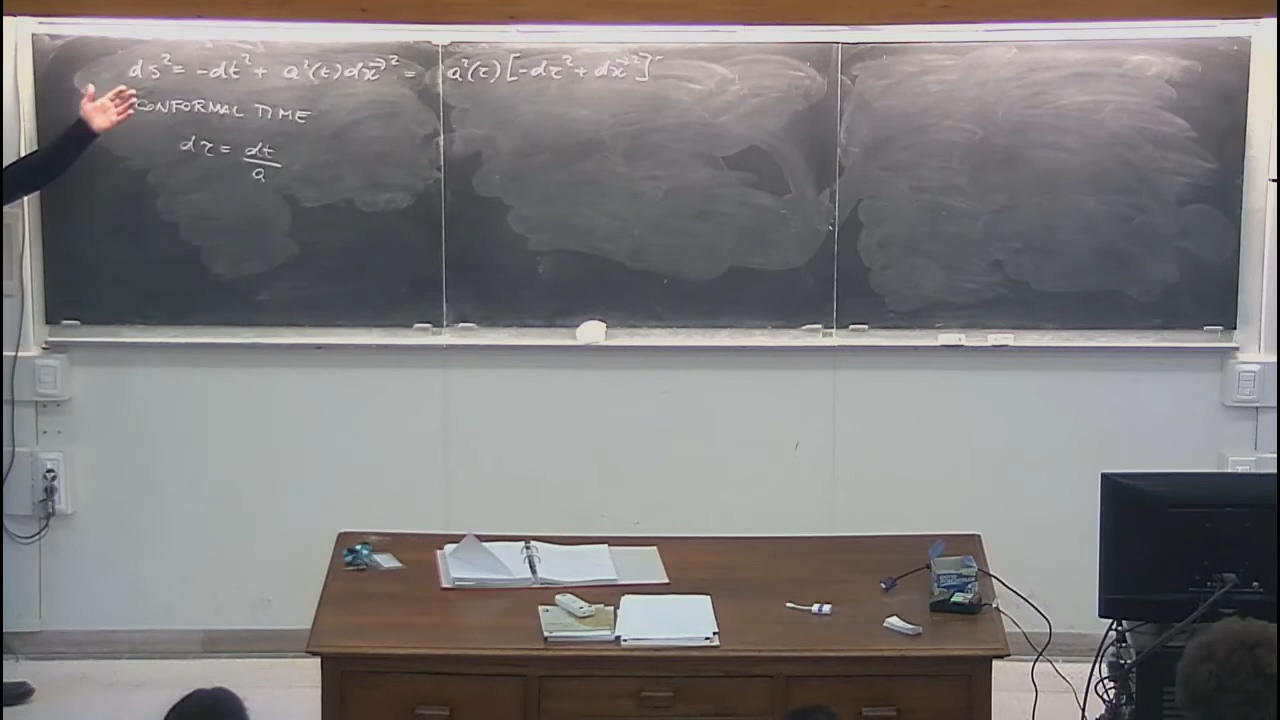 ds² = -dt² + a²(t)dx⃗² = a²(τ)[-dτ² + dx⃗²]
CONFORMAL TIME
dτ = dt/a